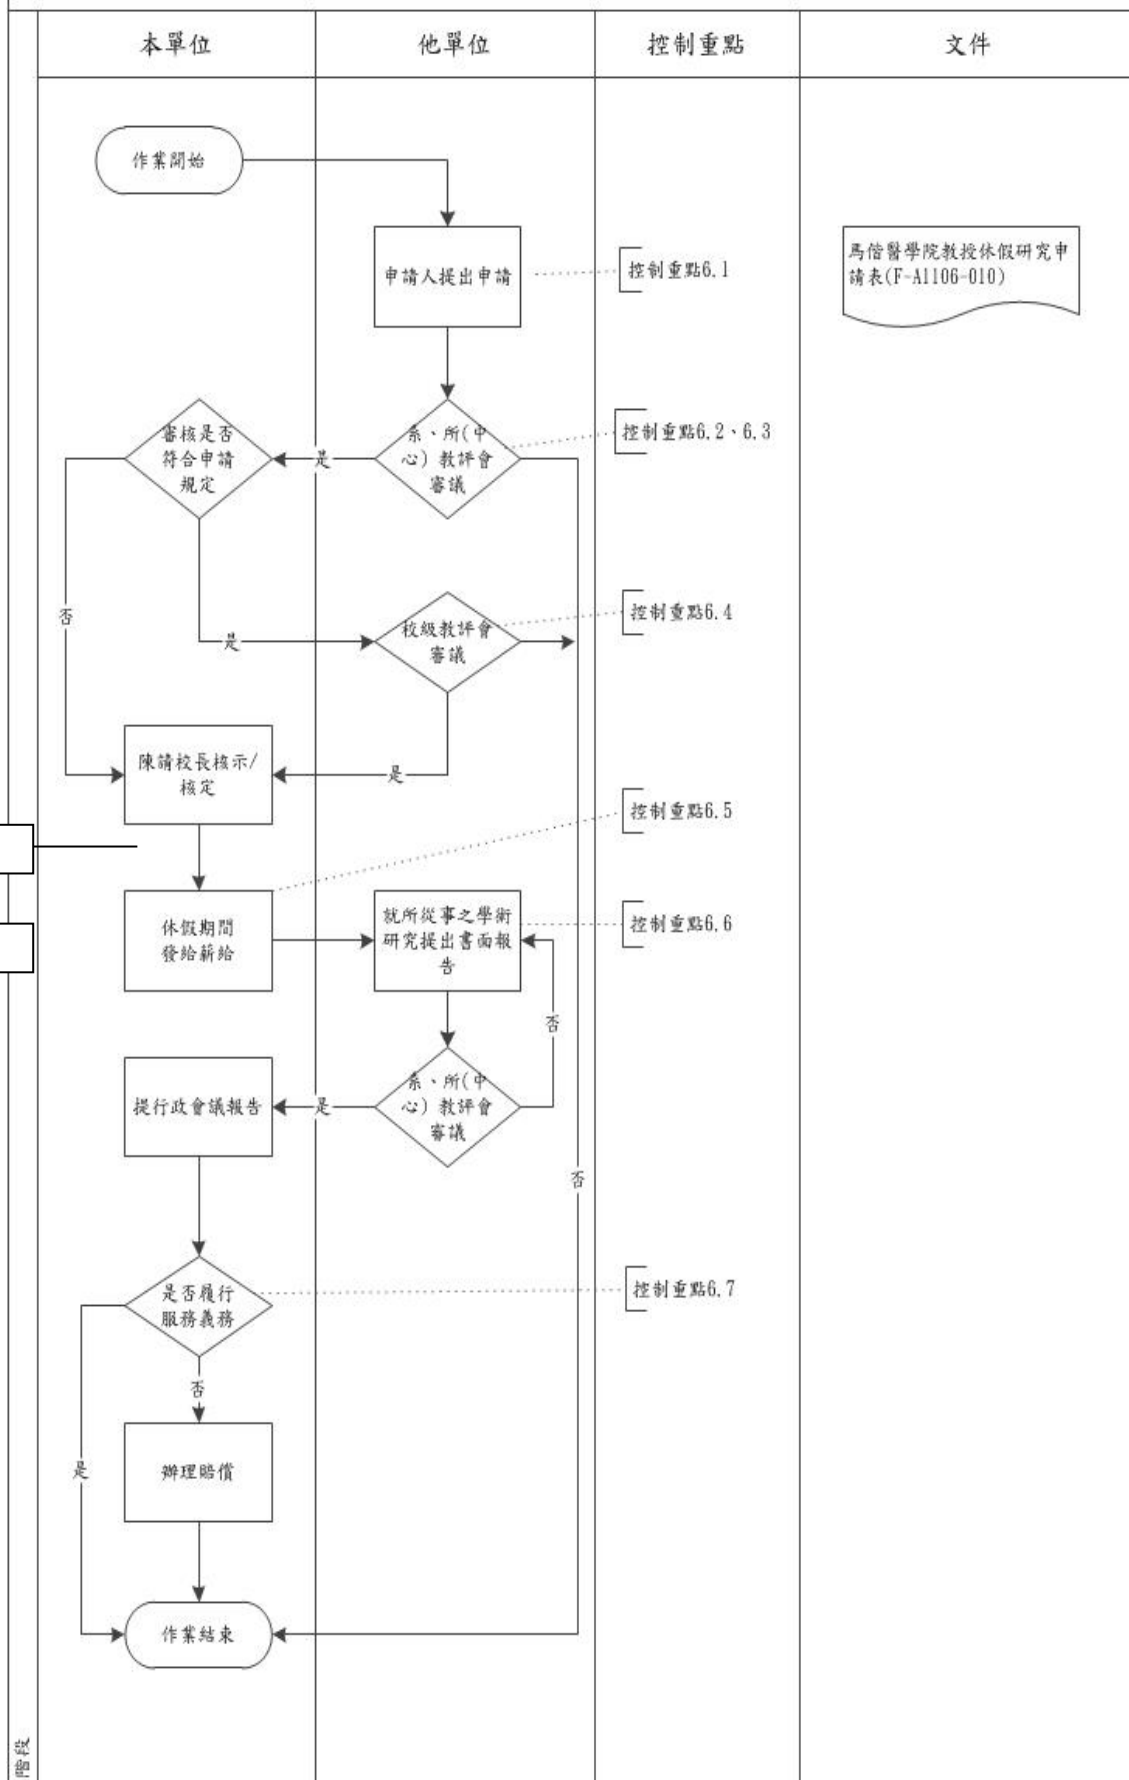 本單位
他單位
控制重點
文件
作業開始
申請人提出申請
控制重點6.1
馬偕醫學院教授休假研究申
請表(F-A1106-010)
審核是否
符合申請
規定
是
系、所(中
心) 教評會
審議
控制重點6.2、6.3
否
是
校級教評會
審議
控制重點6.4
陳請校長核示/
核定
是
控制重點6.5
休假期間
發給薪給
就所從事之學術
研究提出書面報
告
控制重點6.6
否
提行政會議報告
是
系、所(中
心) 教評會
審議
否
是否履行
服務義務
控制重點6.7
否
是
辦理賠償
作業結束
階段